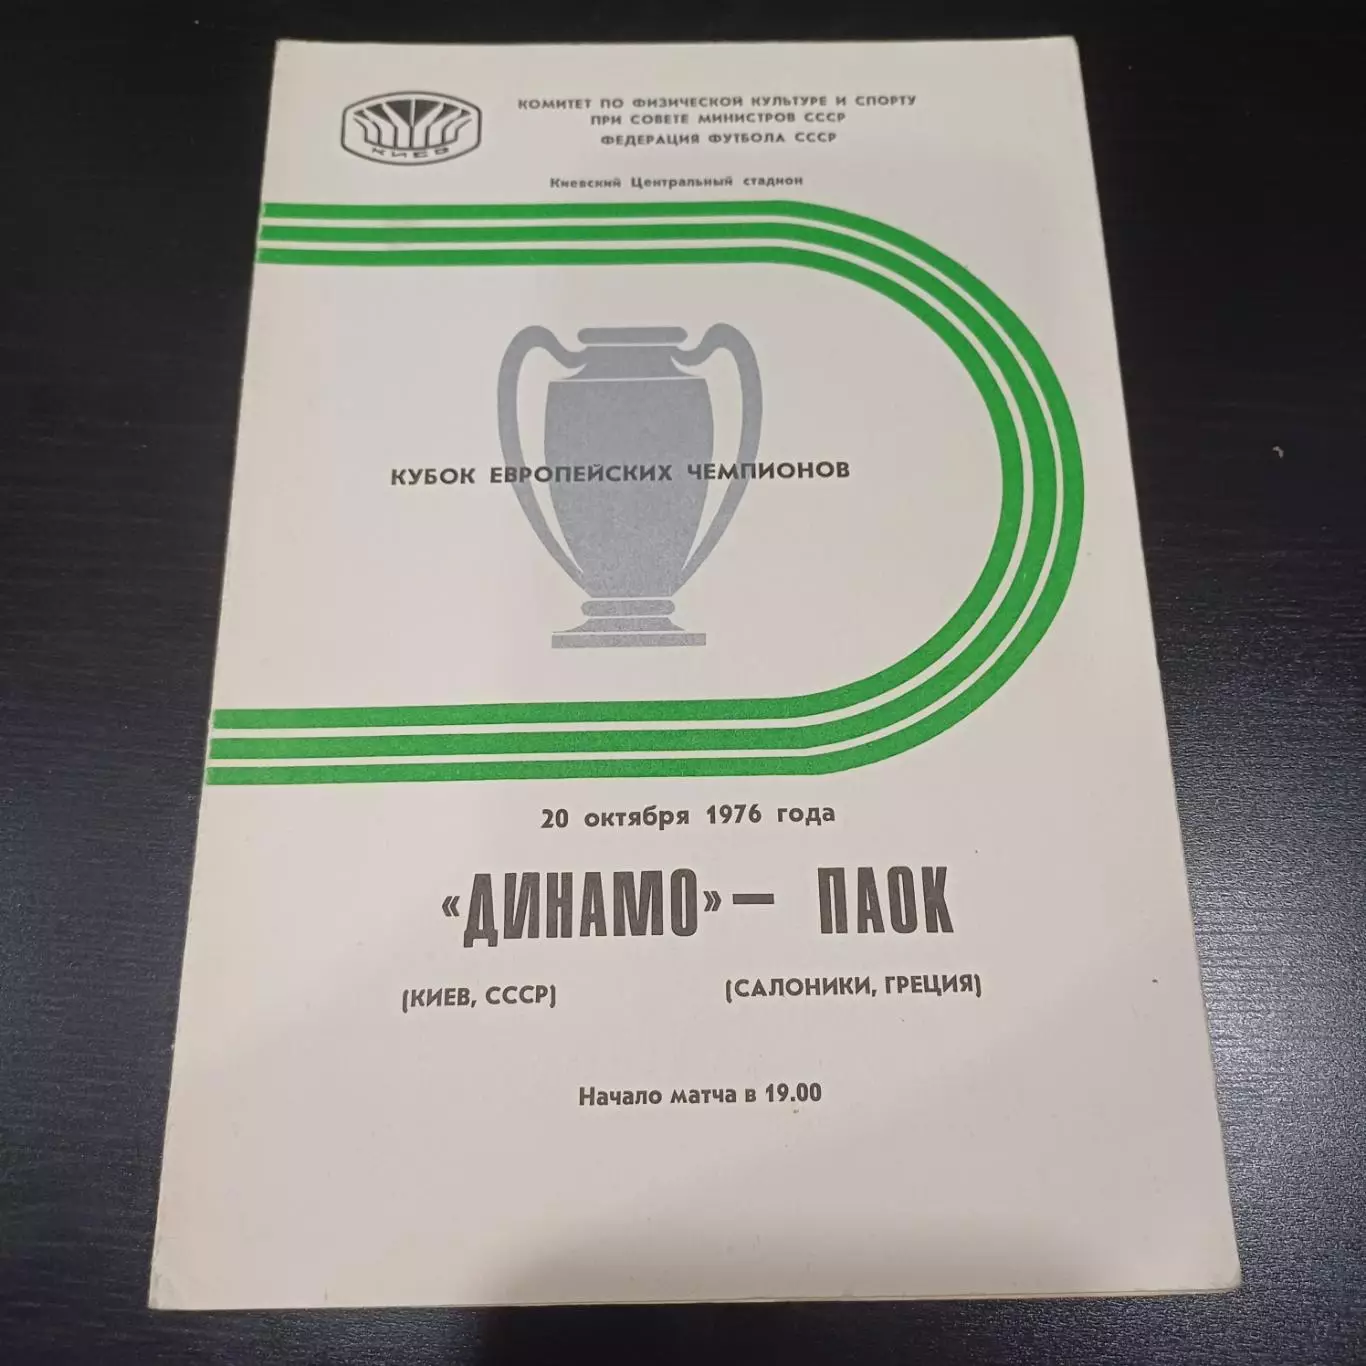 КИЕВ
КОМИТЕТ ПО ФИЗИЧЕСКОЙ КУЛЬТУРЕ И СПОРТУ
ПРИ СОВЕТЕ МИНИСТРОВ СССР
ФЕДЕРАЦИЯ ФУТБОЛА СССР
Киевский Центральный стадион
КУБОК ЕВРОПЕЙСКИХ ЧЕМПИОНОВ
20 октября 1976 года
«ДИНАМО» — ПАОК
(КИЕВ, СССР) (САЛОНИКИ, ГРЕЦИЯ)
Начало матча в 19.00